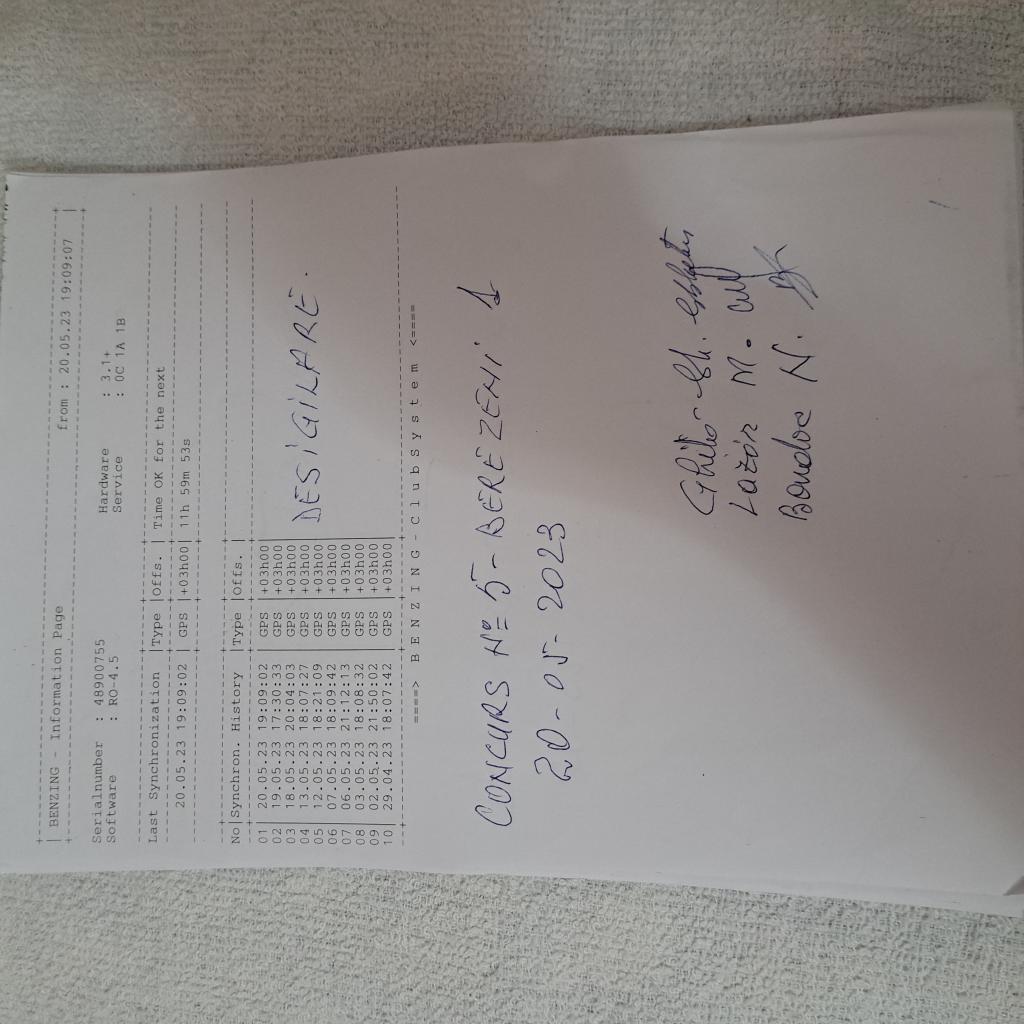 | BENZING - Information Page from : 20.05.23 19:09:07 |
Serialnumber : 48900755 Hardware : 3.1+
Software : RO-4.5 Service : 0C 1A 1B
Last Synchronization |Type |Offs. | Time OK for the next
20.05.23 19:09:02 | GPS |+03h00| 11h 59m 53s
No|Synchron. History |Type |Offs. |
01 | 20.05.23 19:09:02 | GPS |+03h00
02 | 19.05.23 17:30:33 | GPS |+03h00
03 | 18.05.23 20:04:03 | GPS |+03h00
04 | 13.05.23 18:07:27 | GPS |+03h00
05 | 12.05.23 18:21:09 | GPS |+03h00
06 | 07.05.23 18:09:42 | GPS |+03h00
07 | 06.05.23 21:12:13 | GPS |+03h00
08 | 03.05.23 18:08:32 | GPS |+03h00
09 | 02.05.23 21:50:02 | GPS |+03h00
10 | 29.04.23 18:07:42 | GPS |+03h00
DESIGILARE.
====> B E N Z I N G - C l u b S y s t e m <====
CONCURS Nº 5 - BEREZENI 1
20-05-2023
Gh.
Lazăr M.
Bondoc N.